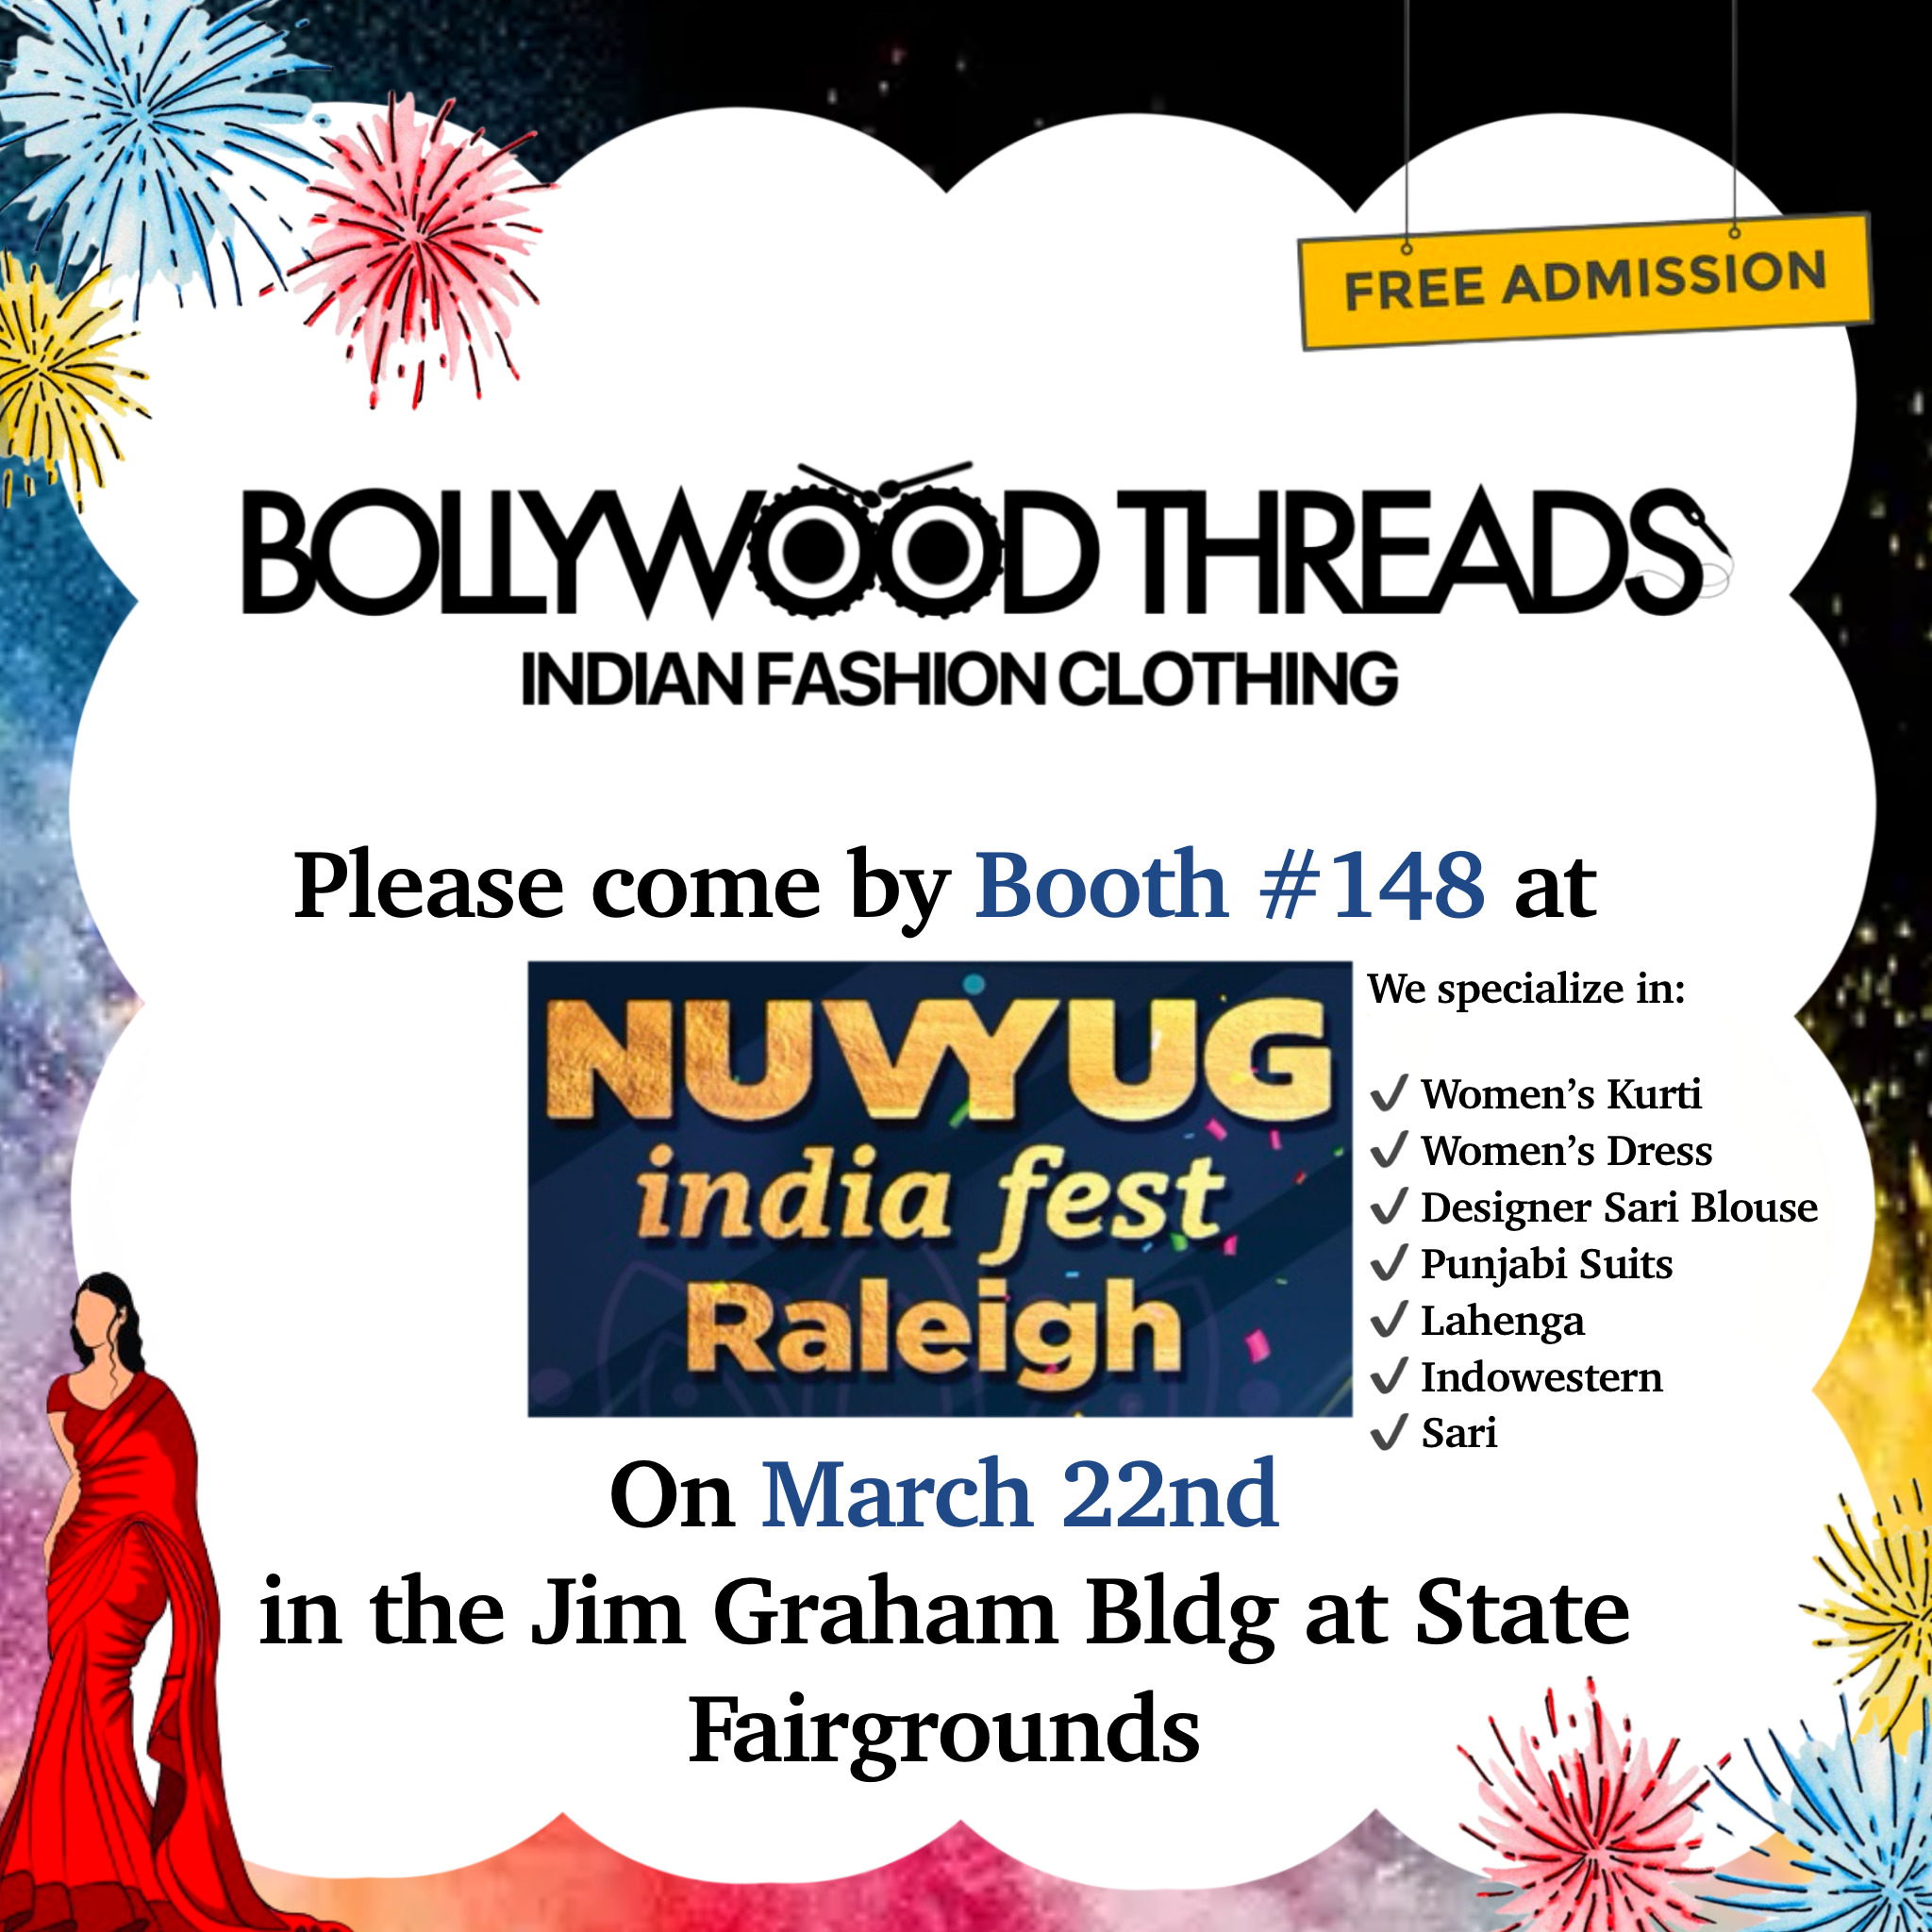 FREE ADMISSION
BOLLYWOOD THREADS
INDIAN FASHION CLOTHING
Please come by Booth #148 at
NUVYUG
india fest
Raleigh
We specialize in:
✓ Women’s Kurti
✓ Women’s Dress
✓ Designer Sari Blouse
✓ Punjabi Suits
✓ Lahenga
✓ Indowestern
✓ Sari
On March 22nd
in the Jim Graham Bldg at State
Fairgrounds